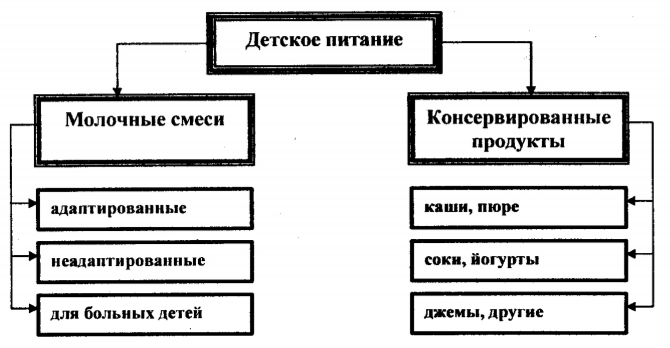 Детское питание
Молочные смеси
адаптированные
неадаптированные
для больных детей
Консервированные
продукты
каши, пюре
соки, йогурты
джемы, другие